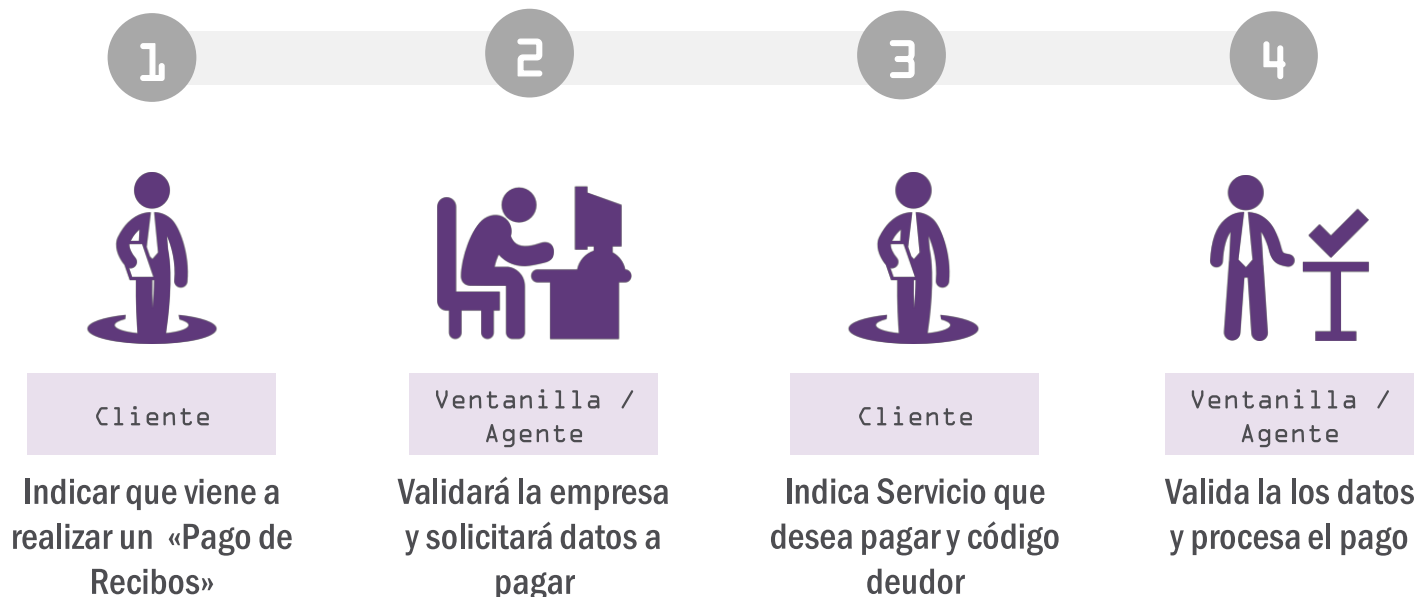 1
2
3
4
Cliente
Indicar que viene a
realizar un «Pago de
Recibos»
Ventanilla /
Agente
Validará la empresa
y solicitará datos a
pagar
Cliente
Indica Servicio que
desea pagar y código
deudor
Ventanilla /
Agente
Valida la los datos
y procesa el pago